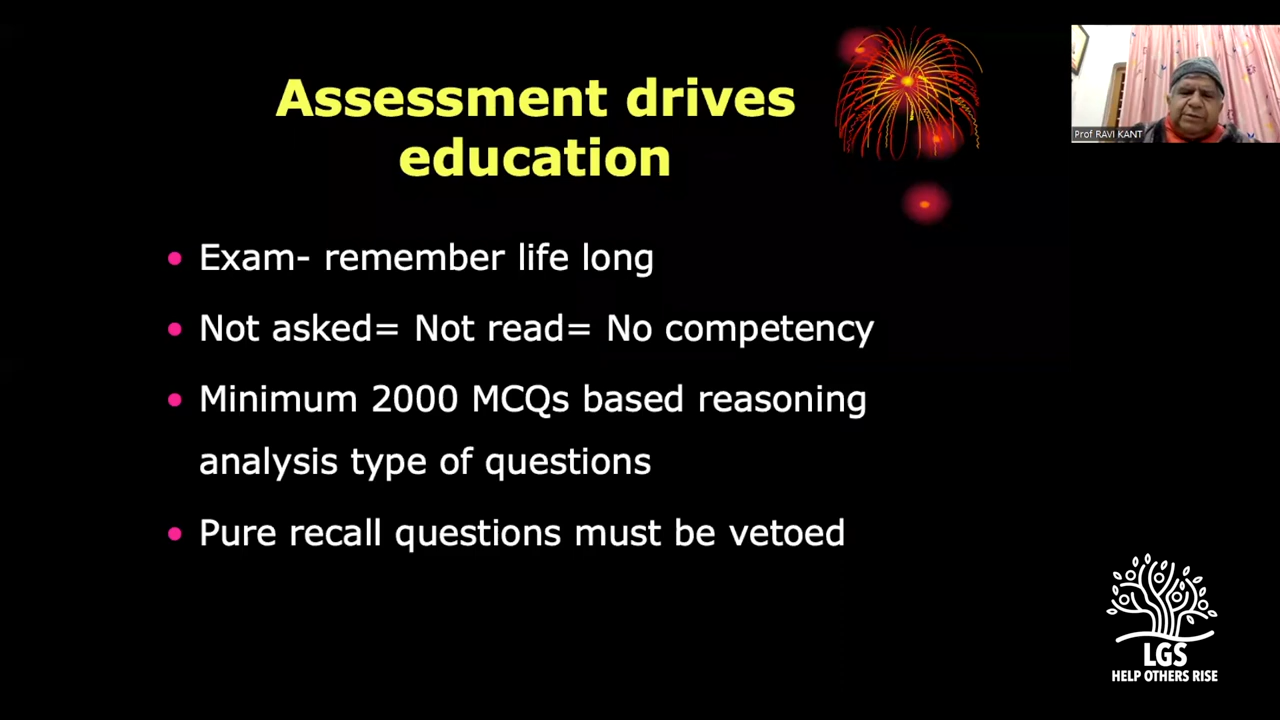 Assessment drives
education
Prof RAVI KANT
• Exam- remember life long
• Not asked= Not read= No competency
• Minimum 2000 MCQs based reasoning
analysis type of questions
• Pure recall questions must be vetoed
LGS
HELP OTHERS RISE